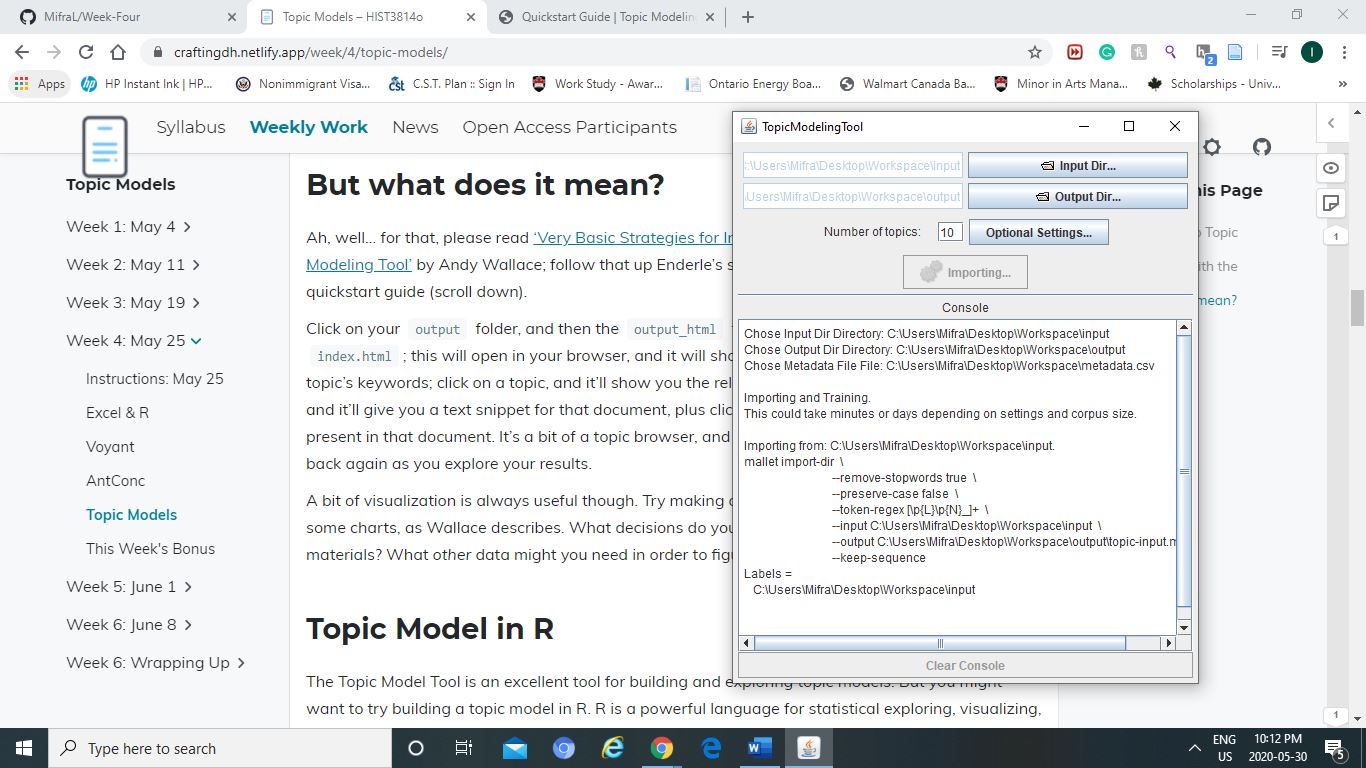 MifraL/Week-Four
Topic Models – HIST3814o
Quickstart Guide | Topic Modelin
craftingdh.netlify.app/week/4/topic-models/
2
I
Apps
HP Instant Ink | HP...
Nonimmigrant Visa...
C.S.T. Plan :: Sign In
Work Study - Awar...
Ontario Energy Boa...
Walmart Canada Ba...
Minor in Arts Mana...
Scholarships - Univ...
Syllabus
Weekly Work
News
Open Access Participants
Topic Models
Week 1: May 4
Week 2: May 11
Week 3: May 19
Week 4: May 25
Instructions: May 25
Excel & R
Voyant
AntConc
Topic Models
This Week's Bonus
Week 5: June 1
Week 6: June 8
Week 6: Wrapping Up
But what does it mean?
Ah, well... for that, please read ‘Very Basic Strategies for In
Modeling Tool’ by Andy Wallace; follow that up Enderle’s s
quickstart guide (scroll down).
Click on your output folder, and then the output_html
index.html ; this will open in your browser, and it will sho
topic’s keywords; click on a topic, and it’ll show you the rel
and it’ll give you a text snippet for that document, plus clic
present in that document. It’s a bit of a topic browser, and
back again as you explore your results.
A bit of visualization is always useful though. Try making
some charts, as Wallace describes. What decisions do you
materials? What other data might you need in order to fig
Topic Model in R
The Topic Model Tool is an excellent tool for building and exploring topic models. But you might
want to try building a topic model in R. R is a powerful language for statistical exploring, visualizing,
TopicModelingTool
:\Users\Mifra\Desktop\Workspace\input
Input Dir...
\Users\Mifra\Desktop\Workspace\output
Output Dir...
Number of topics:
10
Optional Settings...
Importing...
Console
Chose Input Dir Directory: C:\Users\Mifra\Desktop\Workspace\input
Chose Output Dir Directory: C:\Users\Mifra\Desktop\Workspace\output
Chose Metadata File File: C:\Users\Mifra\Desktop\Workspace\metadata.csv
Importing and Training.
This could take minutes or days depending on settings and corpus size.
Importing from: C:\Users\Mifra\Desktop\Workspace\input.
mallet import-dir \
--remove-stopwords true \
--preserve-case false \
--token-regex [\p{L}\p{N}_]+ \
--input C:\Users\Mifra\Desktop\Workspace\input \
--output C:\Users\Mifra\Desktop\Workspace\output\topic-input.m
--keep-sequence
Labels =
C:\Users\Mifra\Desktop\Workspace\input
Clear Console
is Page
Topic
ith the
mean?
1
1
Type here to search
ENG
US
10:12 PM
2020-05-30
5